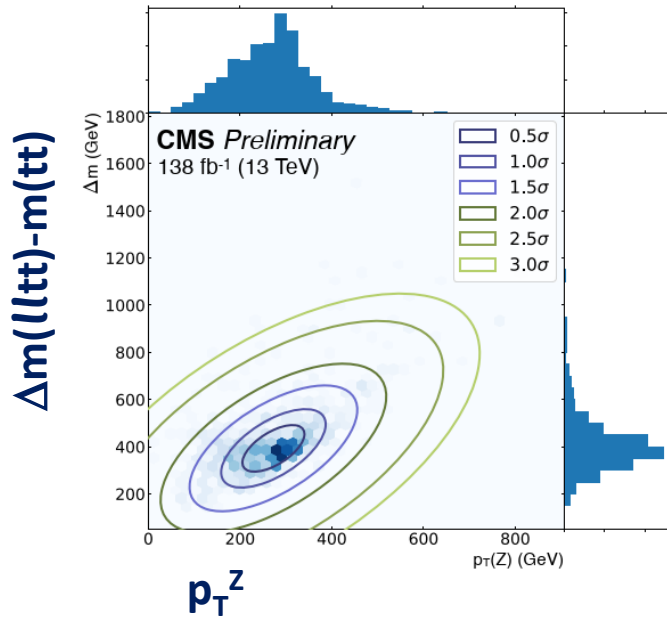 CMS Preliminary
138 fb⁻¹ (13 TeV)
0.5σ
1.0σ
1.5σ
2.0σ
2.5σ
3.0σ
Δm (GeV)
1800
1600
1400
1200
1000
800
600
400
200
0
200
400
600
800
p_T(Z) (GeV)
Δm(lltt)-m(tt)
p_T^Z